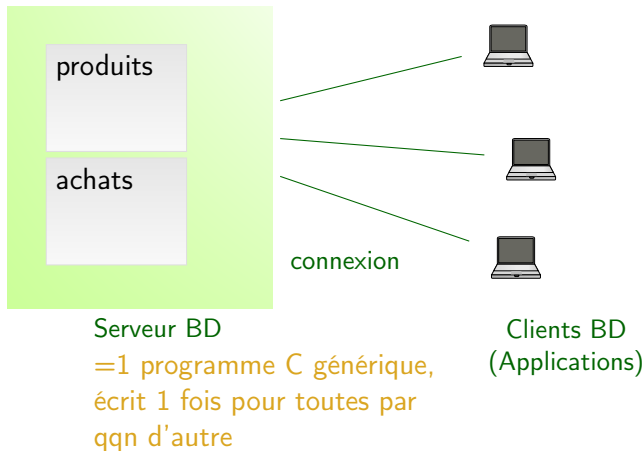 produits
achats
connexion
Serveur BD
=1 programme C générique,
écrit 1 fois pour toutes par
qqn d'autre
Clients BD
(Applications)